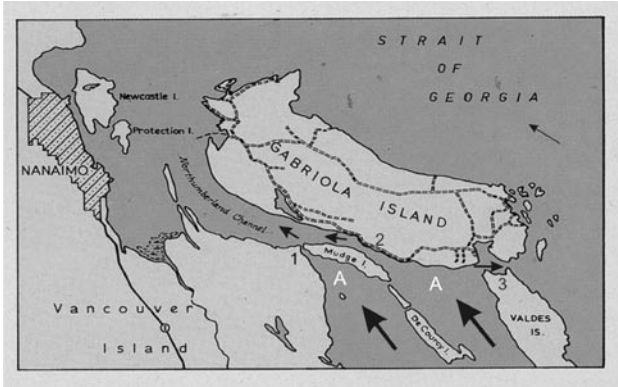 STRAIT
OF
GEORGIA
Newcastle I.
Protection I.
NANAIMO
GABRIOLA
ISLAND
Northumberland Channel
2
1
Mudge I.
A
A
3
De Courcy I.
VALDES
IS.
Vancouver
Island